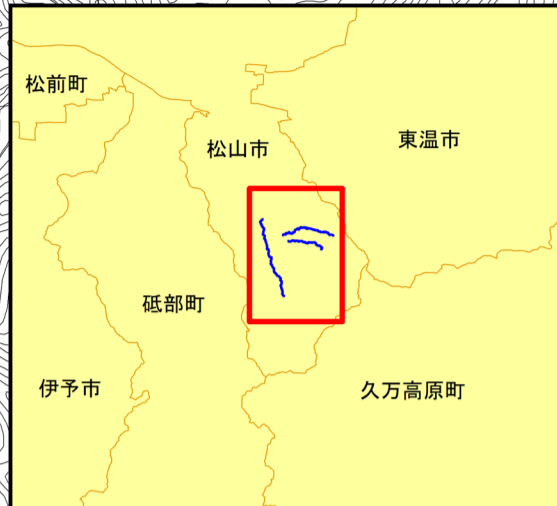 松前町
松山市
東温市
砥部町
伊予市
久万高原町